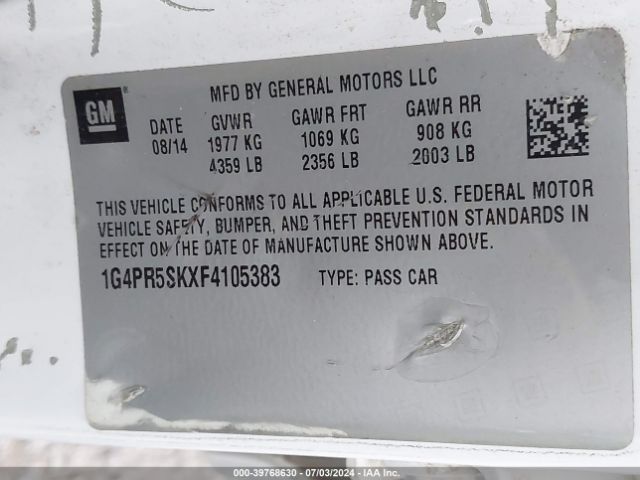 GM
MFD BY GENERAL MOTORS LLC
DATE GVWR GAWR FRT GAWR RR
08/14 1977 KG 1069 KG 908 KG
4359 LB 2356 LB 2003 LB
THIS VEHICLE CONFORMS TO ALL APPLICABLE U.S. FEDERAL MOTOR
VEHICLE SAFETY, BUMPER, AND THEFT PREVENTION STANDARDS IN
EFFECT ON THE DATE OF MANUFACTURE SHOWN ABOVE.
1G4PR5SKXF4105383 TYPE: PASS CAR
000-39768630 - 07/03/2024 - IAA Inc.